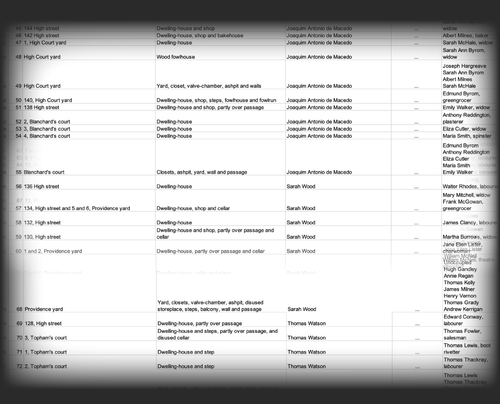 45 144 High street Dwelling-house and shop Joaquim Antonio de Macedo ... widow
46 142 High street Dwelling-house, shop and bakehouse Joaquim Antonio de Macedo ... Albert Milnes, baker
47 1, High Court yard Dwelling-house Joaquim Antonio de Macedo ... Sarah McHale, widow
Sarah Ann Byrom,
48 High Court yard Wood fowlhouse Joaquim Antonio de Macedo ... widow
Joseph Hargreave
Sarah Ann Byrom
Albert Milnes
49 High Court yard Yard, closet, valve-chamber, ashpit and walls Joaquim Antonio de Macedo ... Sarah McHale
Edmund Byrom,
50 140, High Court yard Dwelling-house, shop, steps, fowlhouse and fowlrun Joaquim Antonio de Macedo ... greengrocer
51 138 High street Dwelling-house and shop, partly over passage Joaquim Antonio de Macedo ... Emily Walker, widow
Anthony Reddington,
52 2, Blanchard's court Dwelling-house Joaquim Antonio de Macedo ... plasterer
53 3, Blanchard's court Dwelling-house Joaquim Antonio de Macedo ... Eliza Cutler, widow
54 4, Blanchard's court Dwelling-house Joaquim Antonio de Macedo ... Maria Smith, spinster
Edmund Byrom
Anthony Reddington
Eliza Cutler
Maria Smith
55 Blanchard's court Closets, ashpit, yard, wall and passage Joaquim Antonio de Macedo ... Emily Walker
56 136 High street Dwelling-house Sarah Wood ... Walter Rhodes, labourer
Mary Mitchell, widow
Frank McGowan,
57 134, High street and 5 and 6, Providence yard Dwelling-house, shop and cellar Sarah Wood ... greengrocer
58 132, High street Dwelling-house Sarah Wood ... James Clancy, labourer
Dwelling-house and shop, partly over passage and
59 130, High street cellar Sarah Wood ... Martha Burrows, widow
Jane Ellen Lister
60 1 and 2, Providence yard Dwelling-house, partly over passage and cellar Sarah Wood ...
Unoccupied
Hugh Gandley
Annie Regan
Thomas Kelly
James Milner
Henry Vernon
Yard, closets, valve-chamber, ashpit, disused Thomas Grady
68 Providence yard storeplace, steps, balcony, wall and passage Sarah Wood ... Andrew Kerrigan
Edward Conway,
69 128, High street Dwelling-house, partly over passage Thomas Watson ... labourer
Dwelling-house and steps, partly over passage, and Thomas Fowler,
70 3, Topham's court disused cellar Thomas Watson ... salesman
Thomas Lewis, boot
71 1, Topham's court Dwelling-house and step Thomas Watson ... rivetter
Thomas Thackray,
72 2, Topham's court Dwelling-house and step Thomas Watson ... labourer
Thomas Lewis
Thomas Thackray